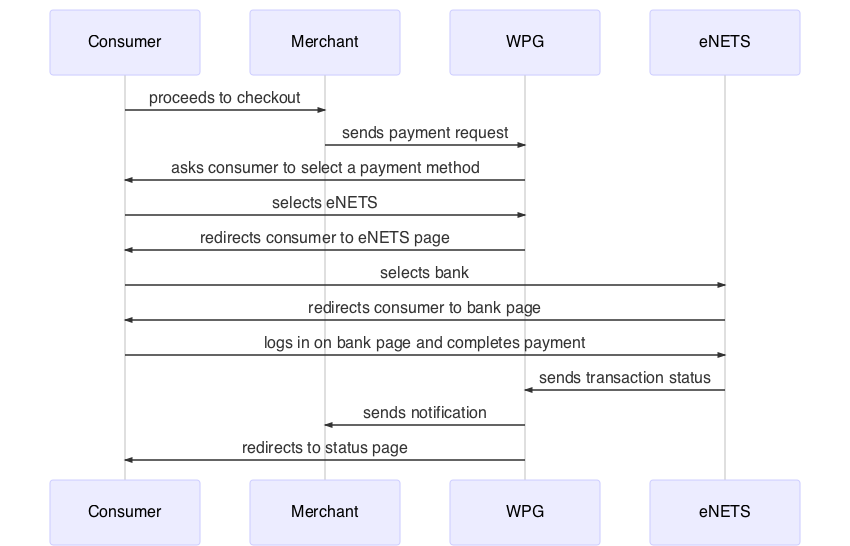 Consumer Merchant WPG eNETS
proceeds to checkout
sends payment request
asks consumer to select a payment method
selects eNETS
redirects consumer to eNETS page
selects bank
redirects consumer to bank page
logs in on bank page and completes payment
sends transaction status
sends notification
redirects to status page
Consumer Merchant WPG eNETS